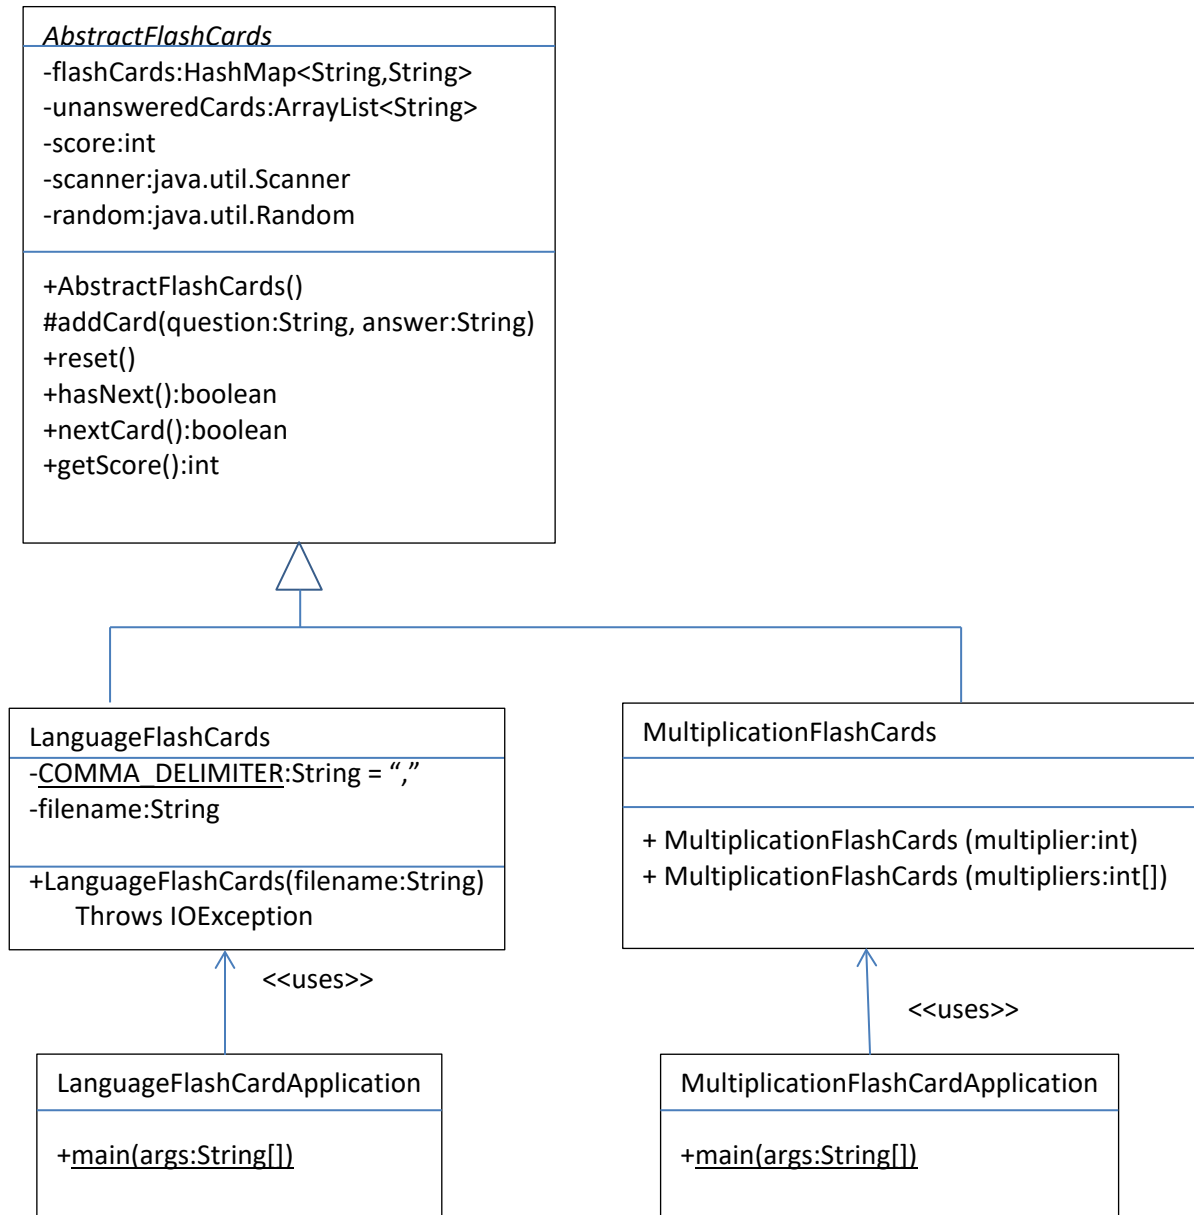 AbstractFlashCards
-flashCards:HashMap<String,String>
-unansweredCards:ArrayList<String>
-score:int
-scanner:java.util.Scanner
-random:java.util.Random
+AbstractFlashCards()
#addCard(question:String, answer:String)
+reset()
+hasNext():boolean
+nextCard():boolean
+getScore():int
LanguageFlashCards
-COMMA_DELIMITER:String = “,”
-filename:String
+LanguageFlashCards(filename:String)
Throws IOException
MultiplicationFlashCards
+ MultiplicationFlashCards (multiplier:int)
+ MultiplicationFlashCards (multipliers:int[])
<<uses>>
<<uses>>
LanguageFlashCardApplication
+main(args:String[])
MultiplicationFlashCardApplication
+main(args:String[])